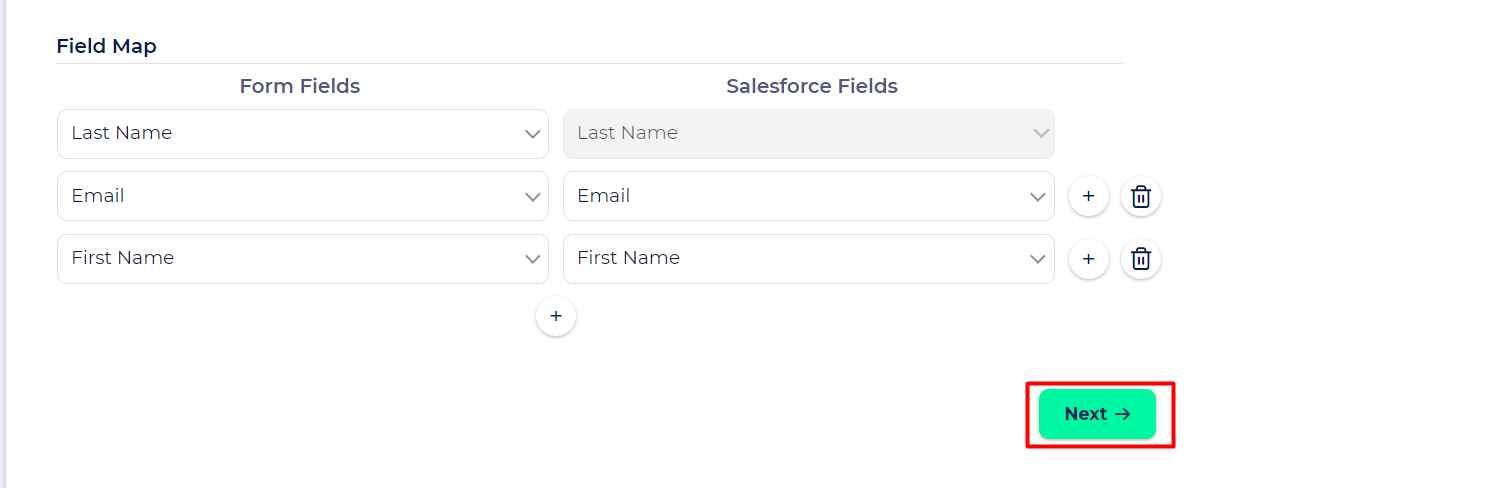 Field Map
Form Fields Salesforce Fields
Last Name Last Name
Email Email +
First Name First Name +
+
Next →